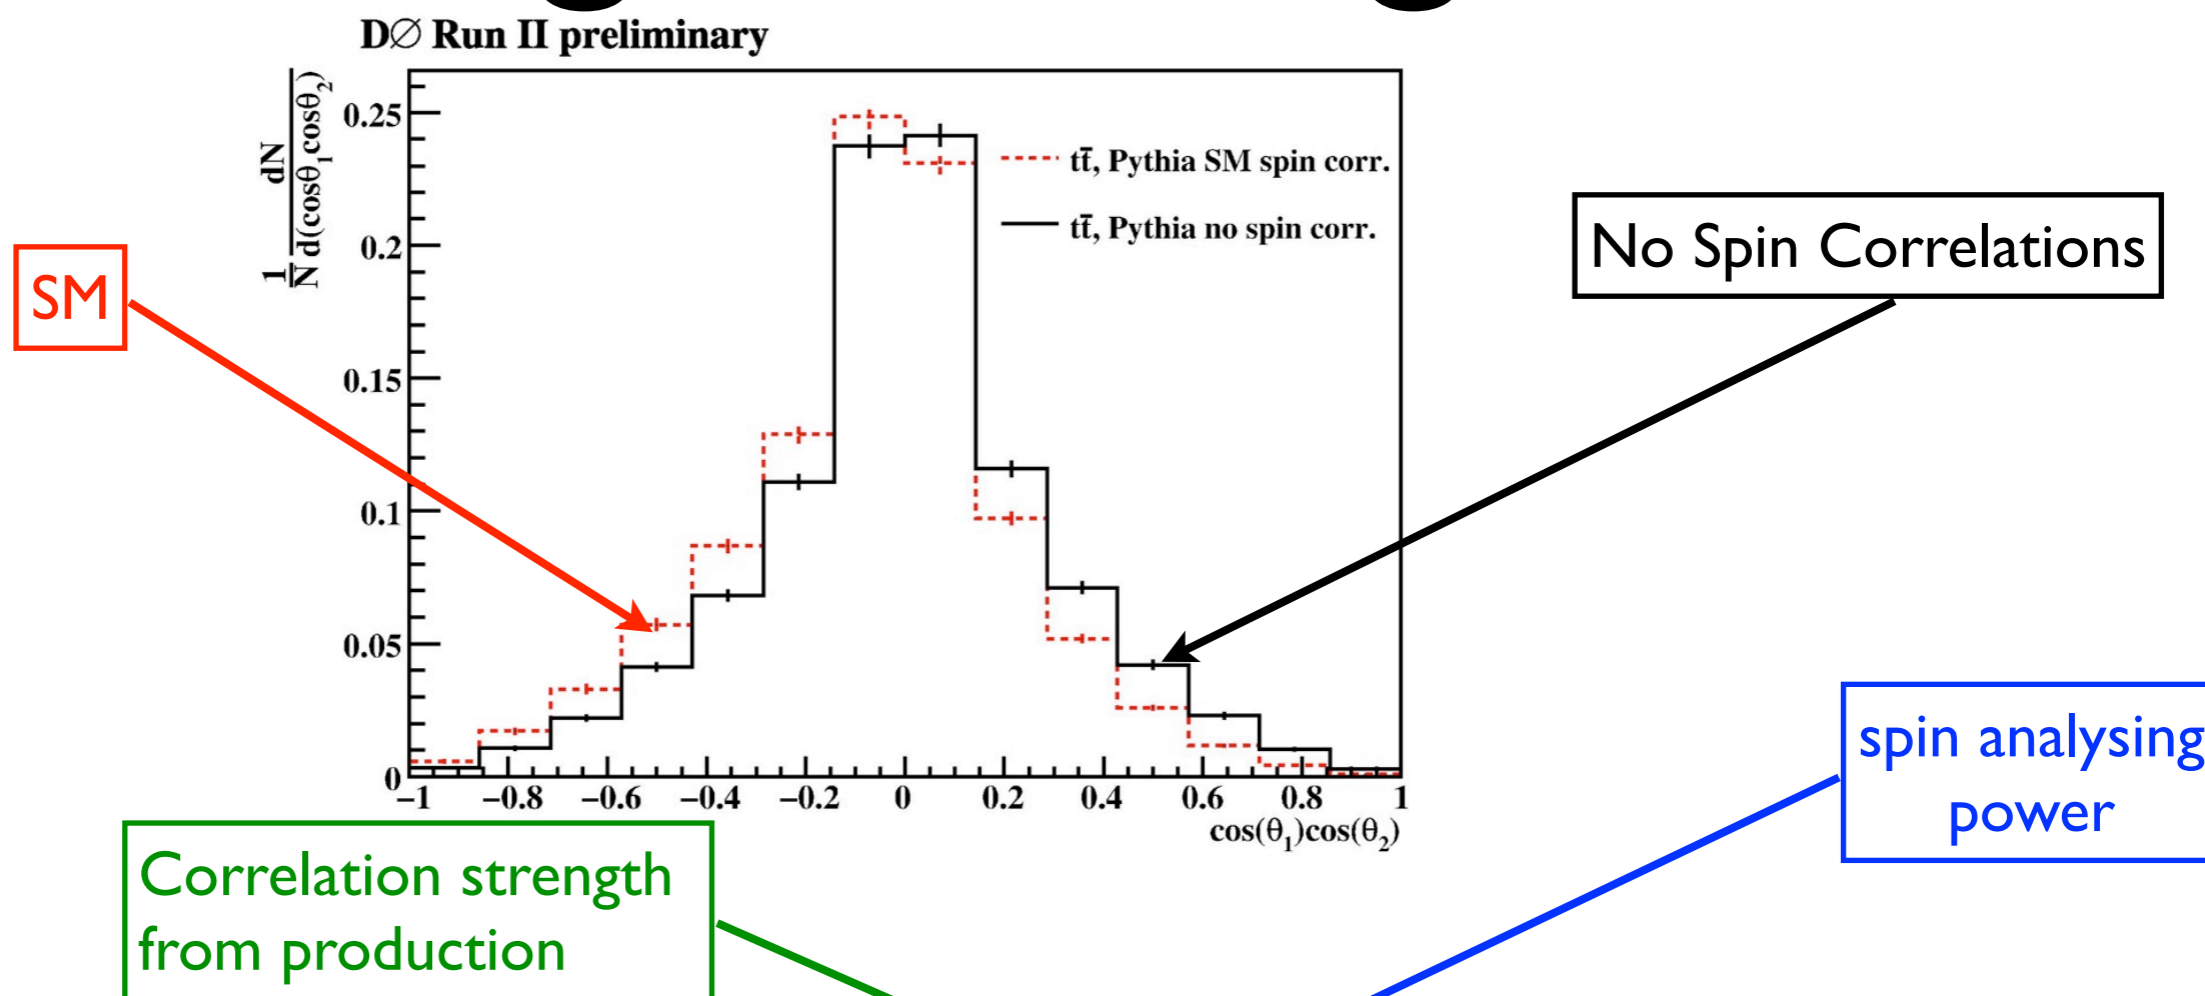 DØ Run II preliminary
1/N dN/d(cosθ₁cosθ₂)
0.25
0.2
0.15
0.1
0.05
0
−1 −0.8 −0.6 −0.4 −0.2 0 0.2 0.4 0.6 0.8 1
cos(θ₁)cos(θ₂)
tt̄, Pythia SM spin corr.
tt̄, Pythia no spin corr.
SM
No Spin Correlations
spin analysing
power
Correlation strength
from production